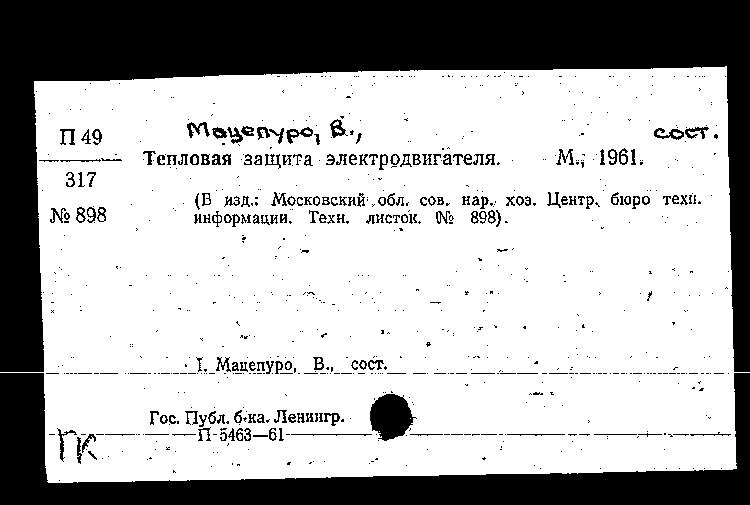 П 49
Мацепуро, В., сост.
Тепловая защита электродвигателя. М., 1961.
317
(В изд.: Московский обл. сов. нар. хоз. Центр. бюро техн.
№ 898
информации. Техн. листок. (№ 898).
I. Мацепуро, В., сост.
Гос. Публ. б-ка. Ленингр.
П 5463—61
ГК